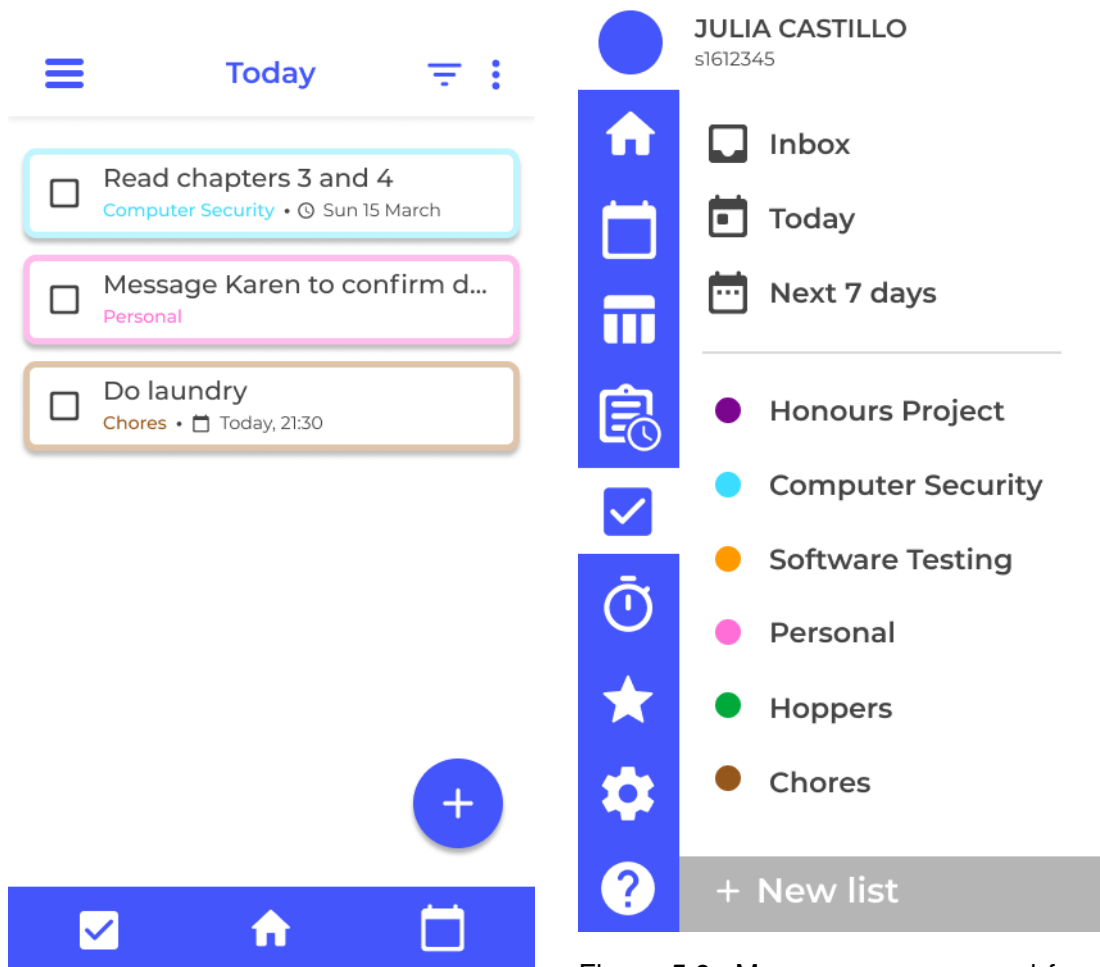 Today
Read chapters 3 and 4
Computer Security • Sun 15 March
Message Karen to confirm d...
Personal
Do laundry
Chores • Today, 21:30
JULIA CASTILLO
s1612345
Inbox
Today
Next 7 days
Honours Project
Computer Security
Software Testing
Personal
Hoppers
Chores
+ New list